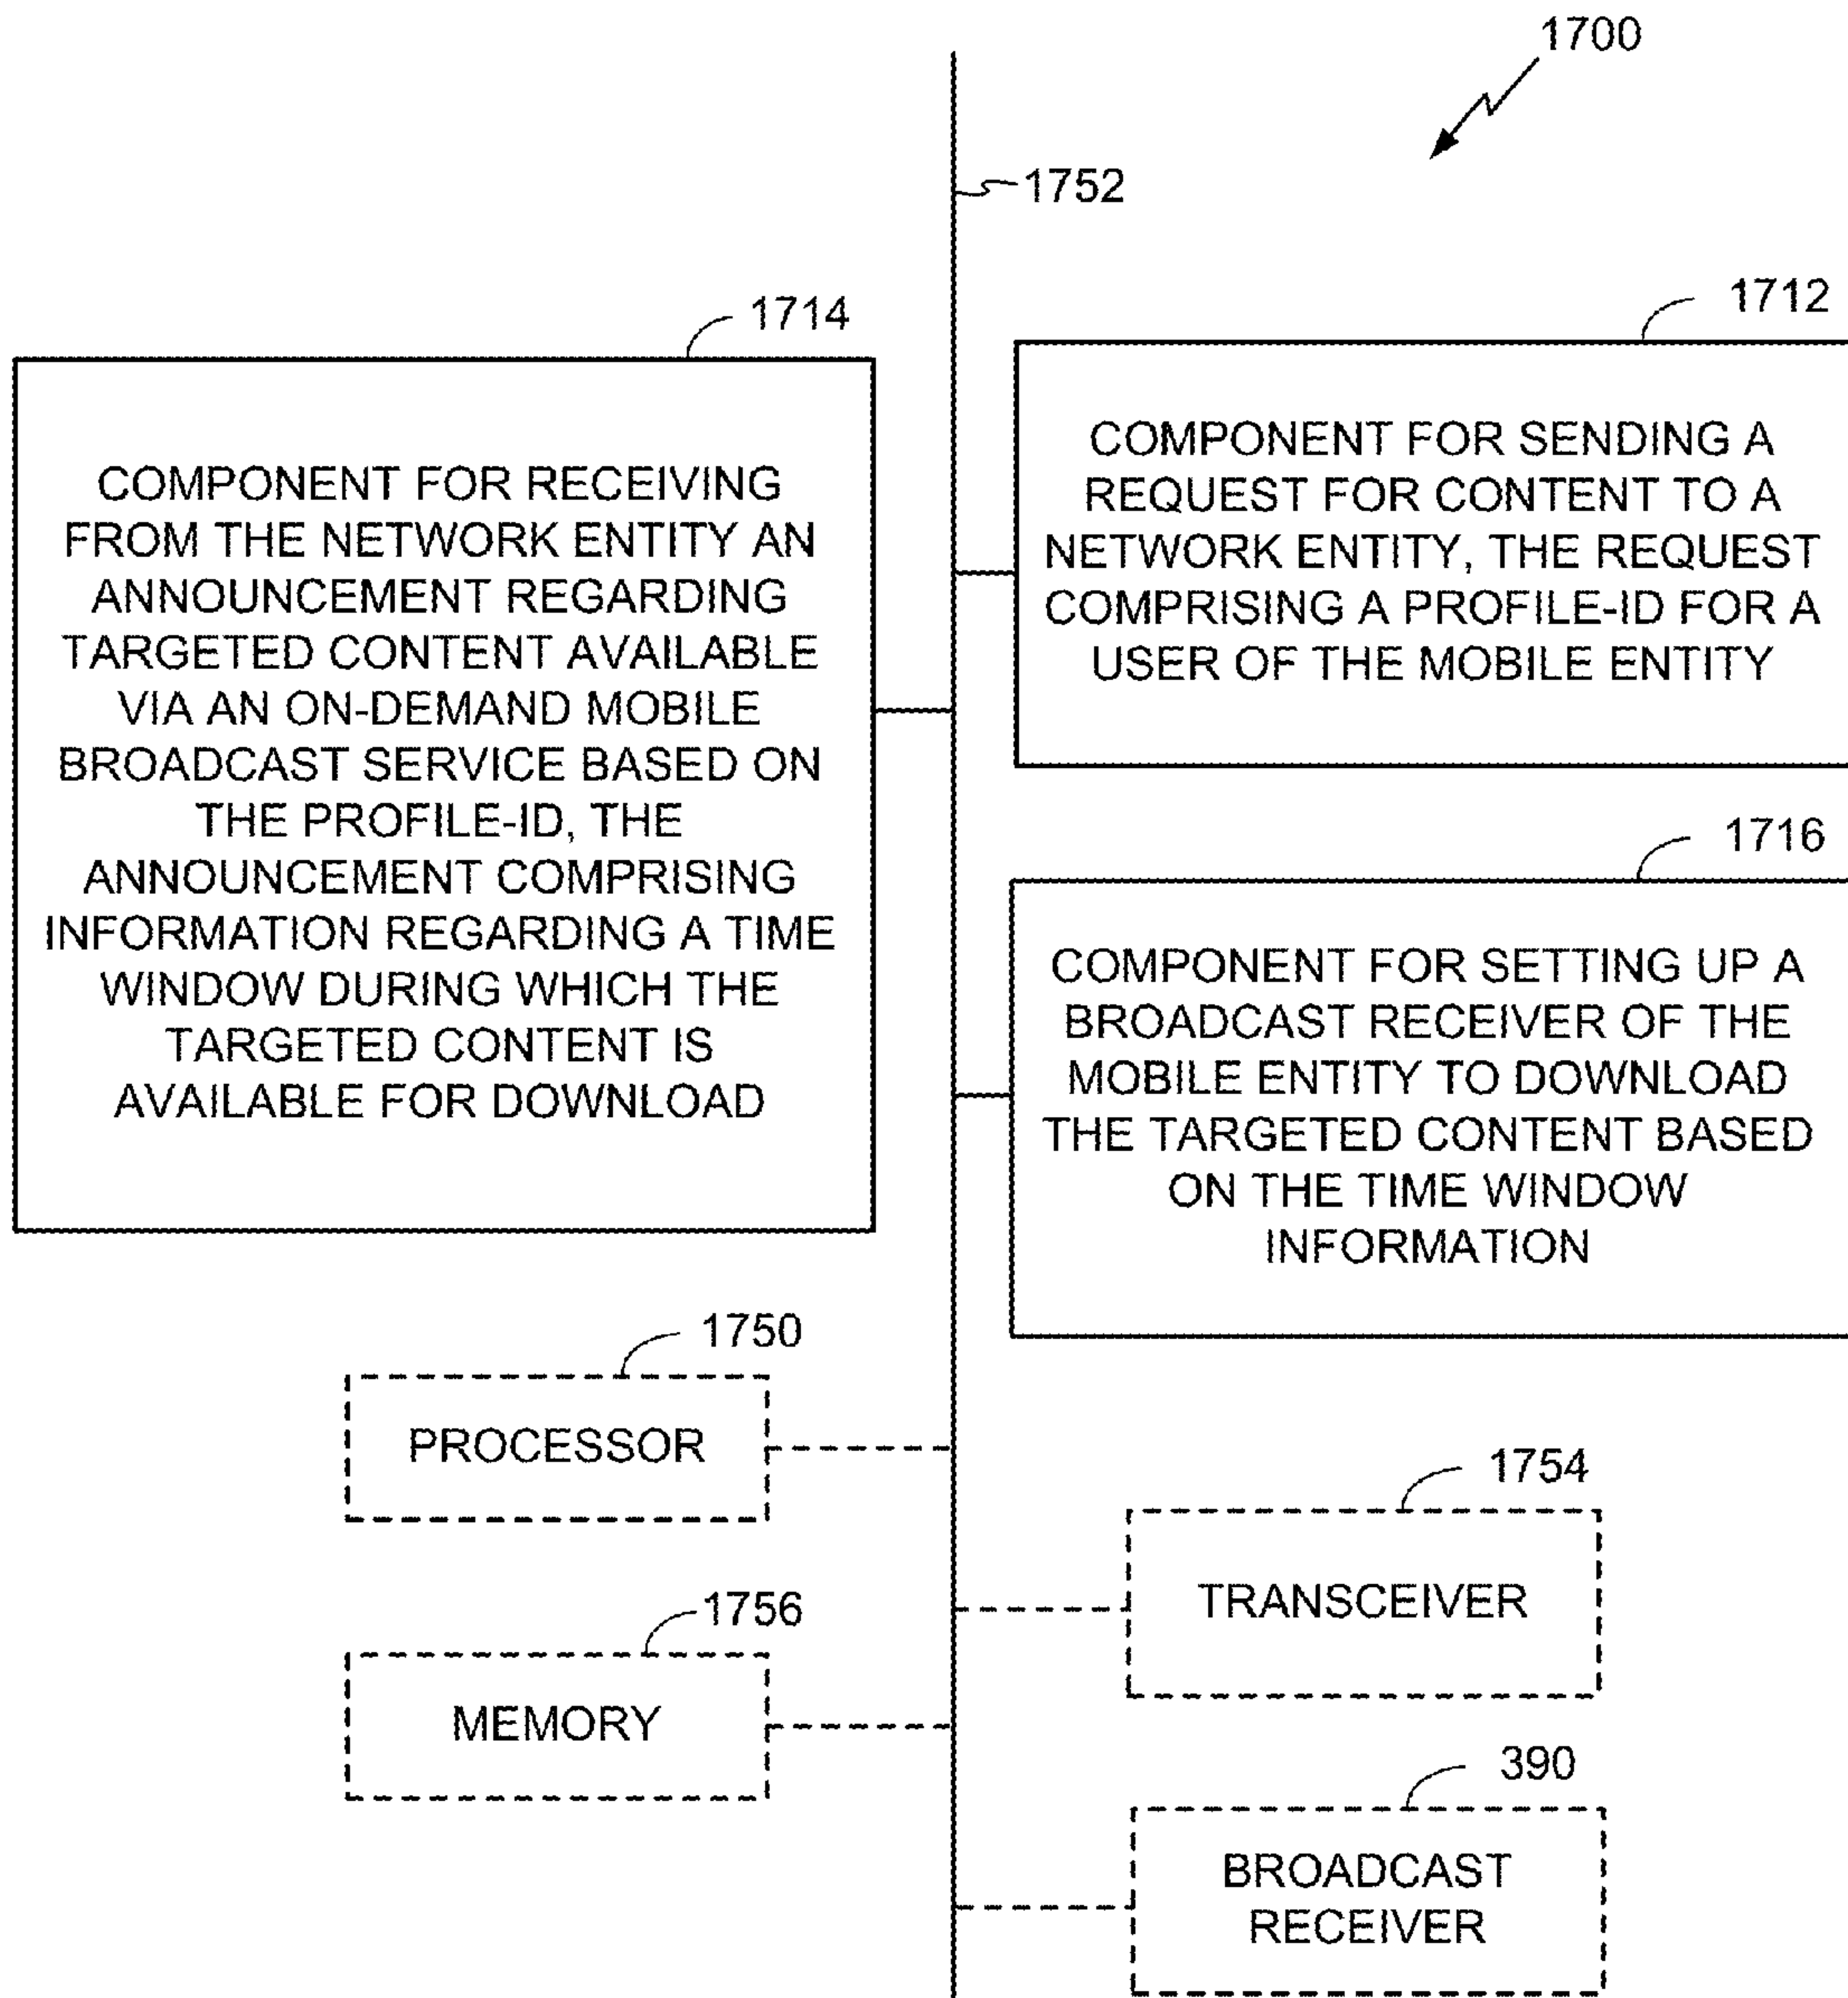 1700
1752
1714
COMPONENT FOR RECEIVING
FROM THE NETWORK ENTITY AN
ANNOUNCEMENT REGARDING
TARGETED CONTENT AVAILABLE
VIA AN ON-DEMAND MOBILE
BROADCAST SERVICE BASED ON
THE PROFILE-ID, THE
ANNOUNCEMENT COMPRISING
INFORMATION REGARDING A TIME
WINDOW DURING WHICH THE
TARGETED CONTENT IS
AVAILABLE FOR DOWNLOAD
1712
COMPONENT FOR SENDING A
REQUEST FOR CONTENT TO A
NETWORK ENTITY, THE REQUEST
COMPRISING A PROFILE-ID FOR A
USER OF THE MOBILE ENTITY
1716
COMPONENT FOR SETTING UP A
BROADCAST RECEIVER OF THE
MOBILE ENTITY TO DOWNLOAD
THE TARGETED CONTENT BASED
ON THE TIME WINDOW
INFORMATION
1750
PROCESSOR
1754
TRANSCEIVER
1756
MEMORY
390
BROADCAST
RECEIVER